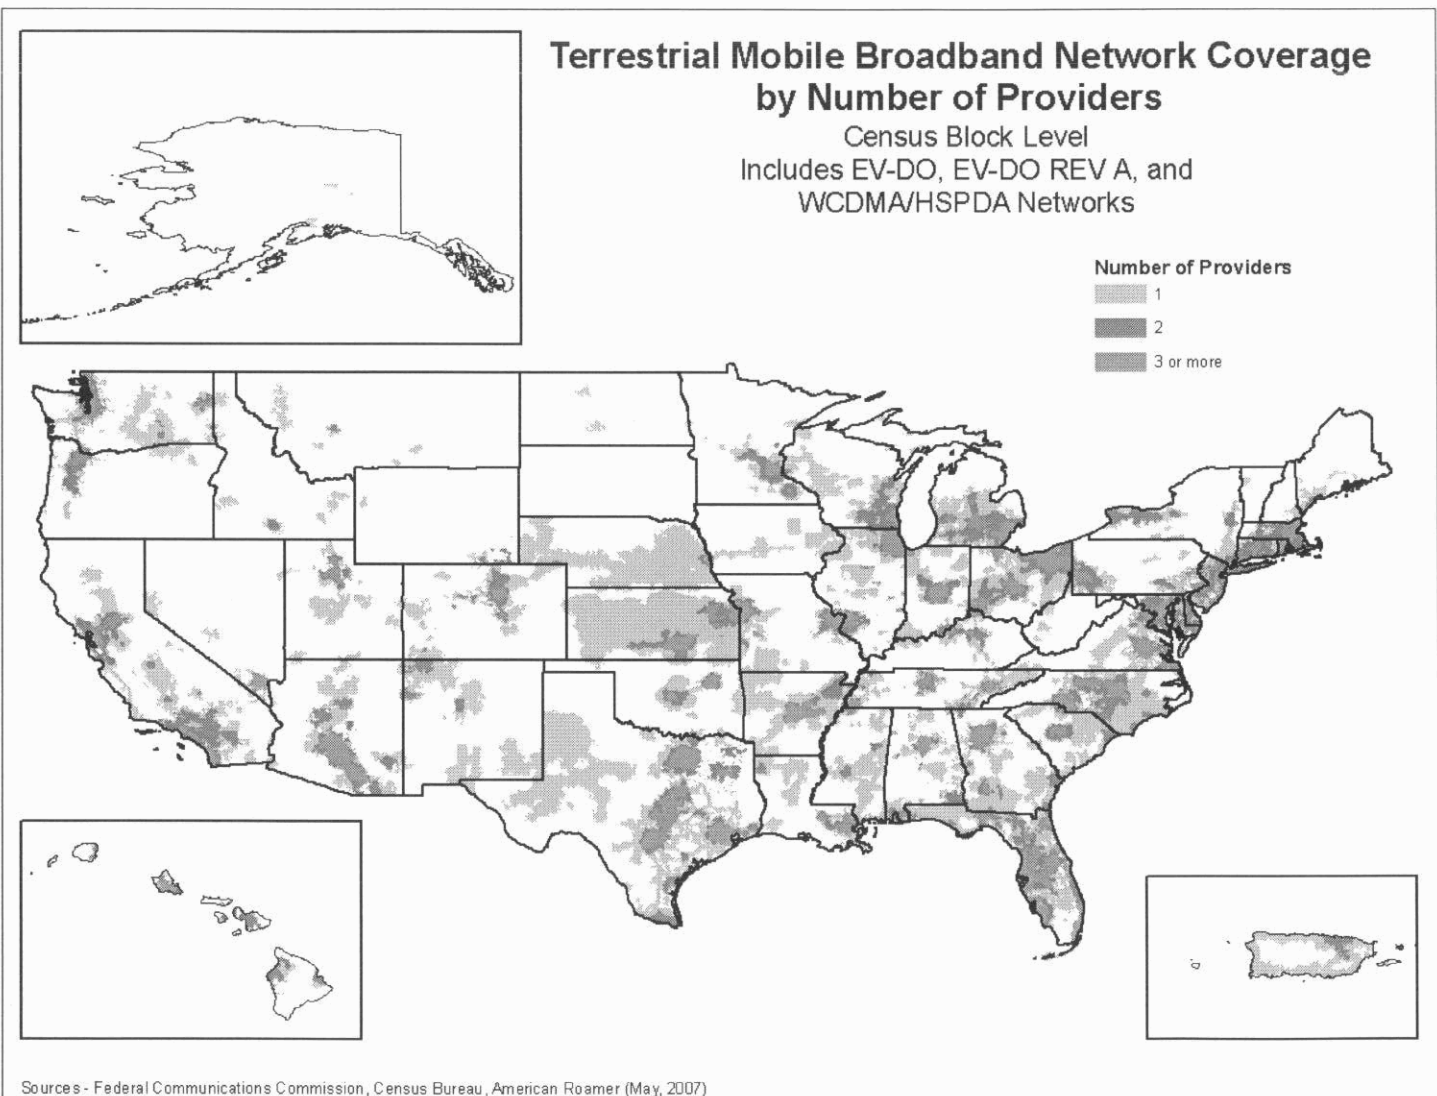 Terrestrial Mobile Broadband Network Coverage
by Number of Providers
Census Block Level
Includes EV-DO, EV-DO REV A, and
WCDMA/HSPDA Networks
Number of Providers
1
2
3 or more
Sources - Federal Communications Commission, Census Bureau, American Roamer (May, 2007)